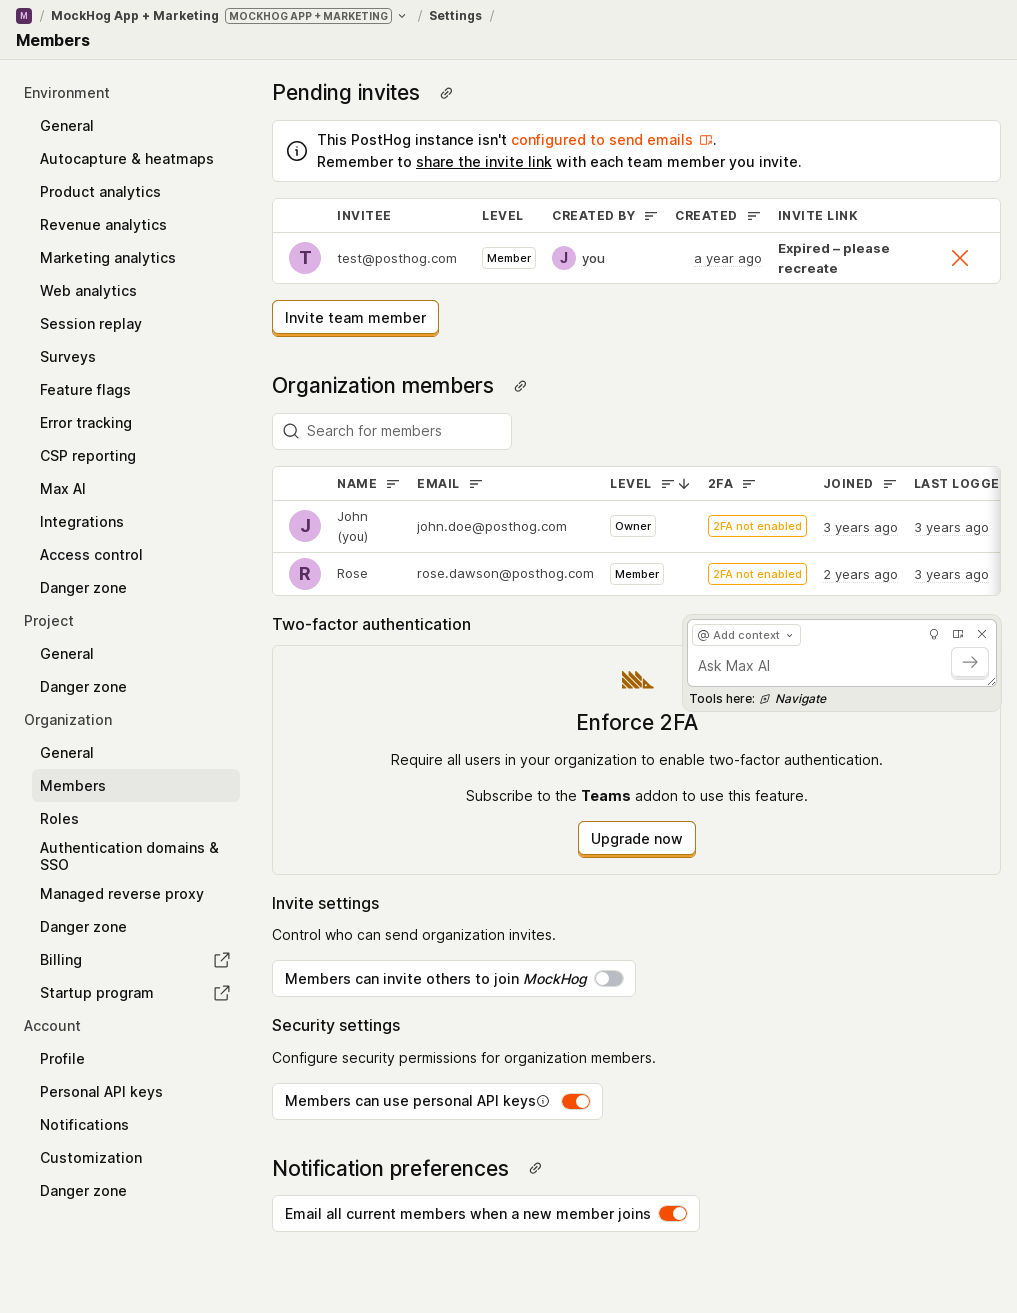 M / MockHog App + Marketing MOCKHOG APP + MARKETING / Settings /
Members
Environment
General
Autocapture & heatmaps
Product analytics
Revenue analytics
Marketing analytics
Web analytics
Session replay
Surveys
Feature flags
Error tracking
CSP reporting
Max AI
Integrations
Access control
Danger zone
Project
General
Danger zone
Organization
General
Members
Roles
Authentication domains &
SSO
Managed reverse proxy
Danger zone
Billing
Startup program
Account
Profile
Personal API keys
Notifications
Customization
Danger zone
Pending invites
This PostHog instance isn't configured to send emails.
Remember to share the invite link with each team member you invite.
INVITEE LEVEL CREATED BY CREATED INVITE LINK
T test@posthog.com Member J you a year ago Expired – please
recreate
Invite team member
Organization members
Search for members
NAME EMAIL LEVEL 2FA JOINED LAST LOGGE
J John
(you) john.doe@posthog.com Owner 2FA not enabled 3 years ago 3 years ago
R Rose rose.dawson@posthog.com Member 2FA not enabled 2 years ago 3 years ago
Two-factor authentication
@ Add context
Ask Max AI
Tools here: Navigate
Enforce 2FA
Require all users in your organization to enable two-factor authentication.
Subscribe to the Teams addon to use this feature.
Upgrade now
Invite settings
Control who can send organization invites.
Members can invite others to join MockHog
Security settings
Configure security permissions for organization members.
Members can use personal API keys
Notification preferences
Email all current members when a new member joins